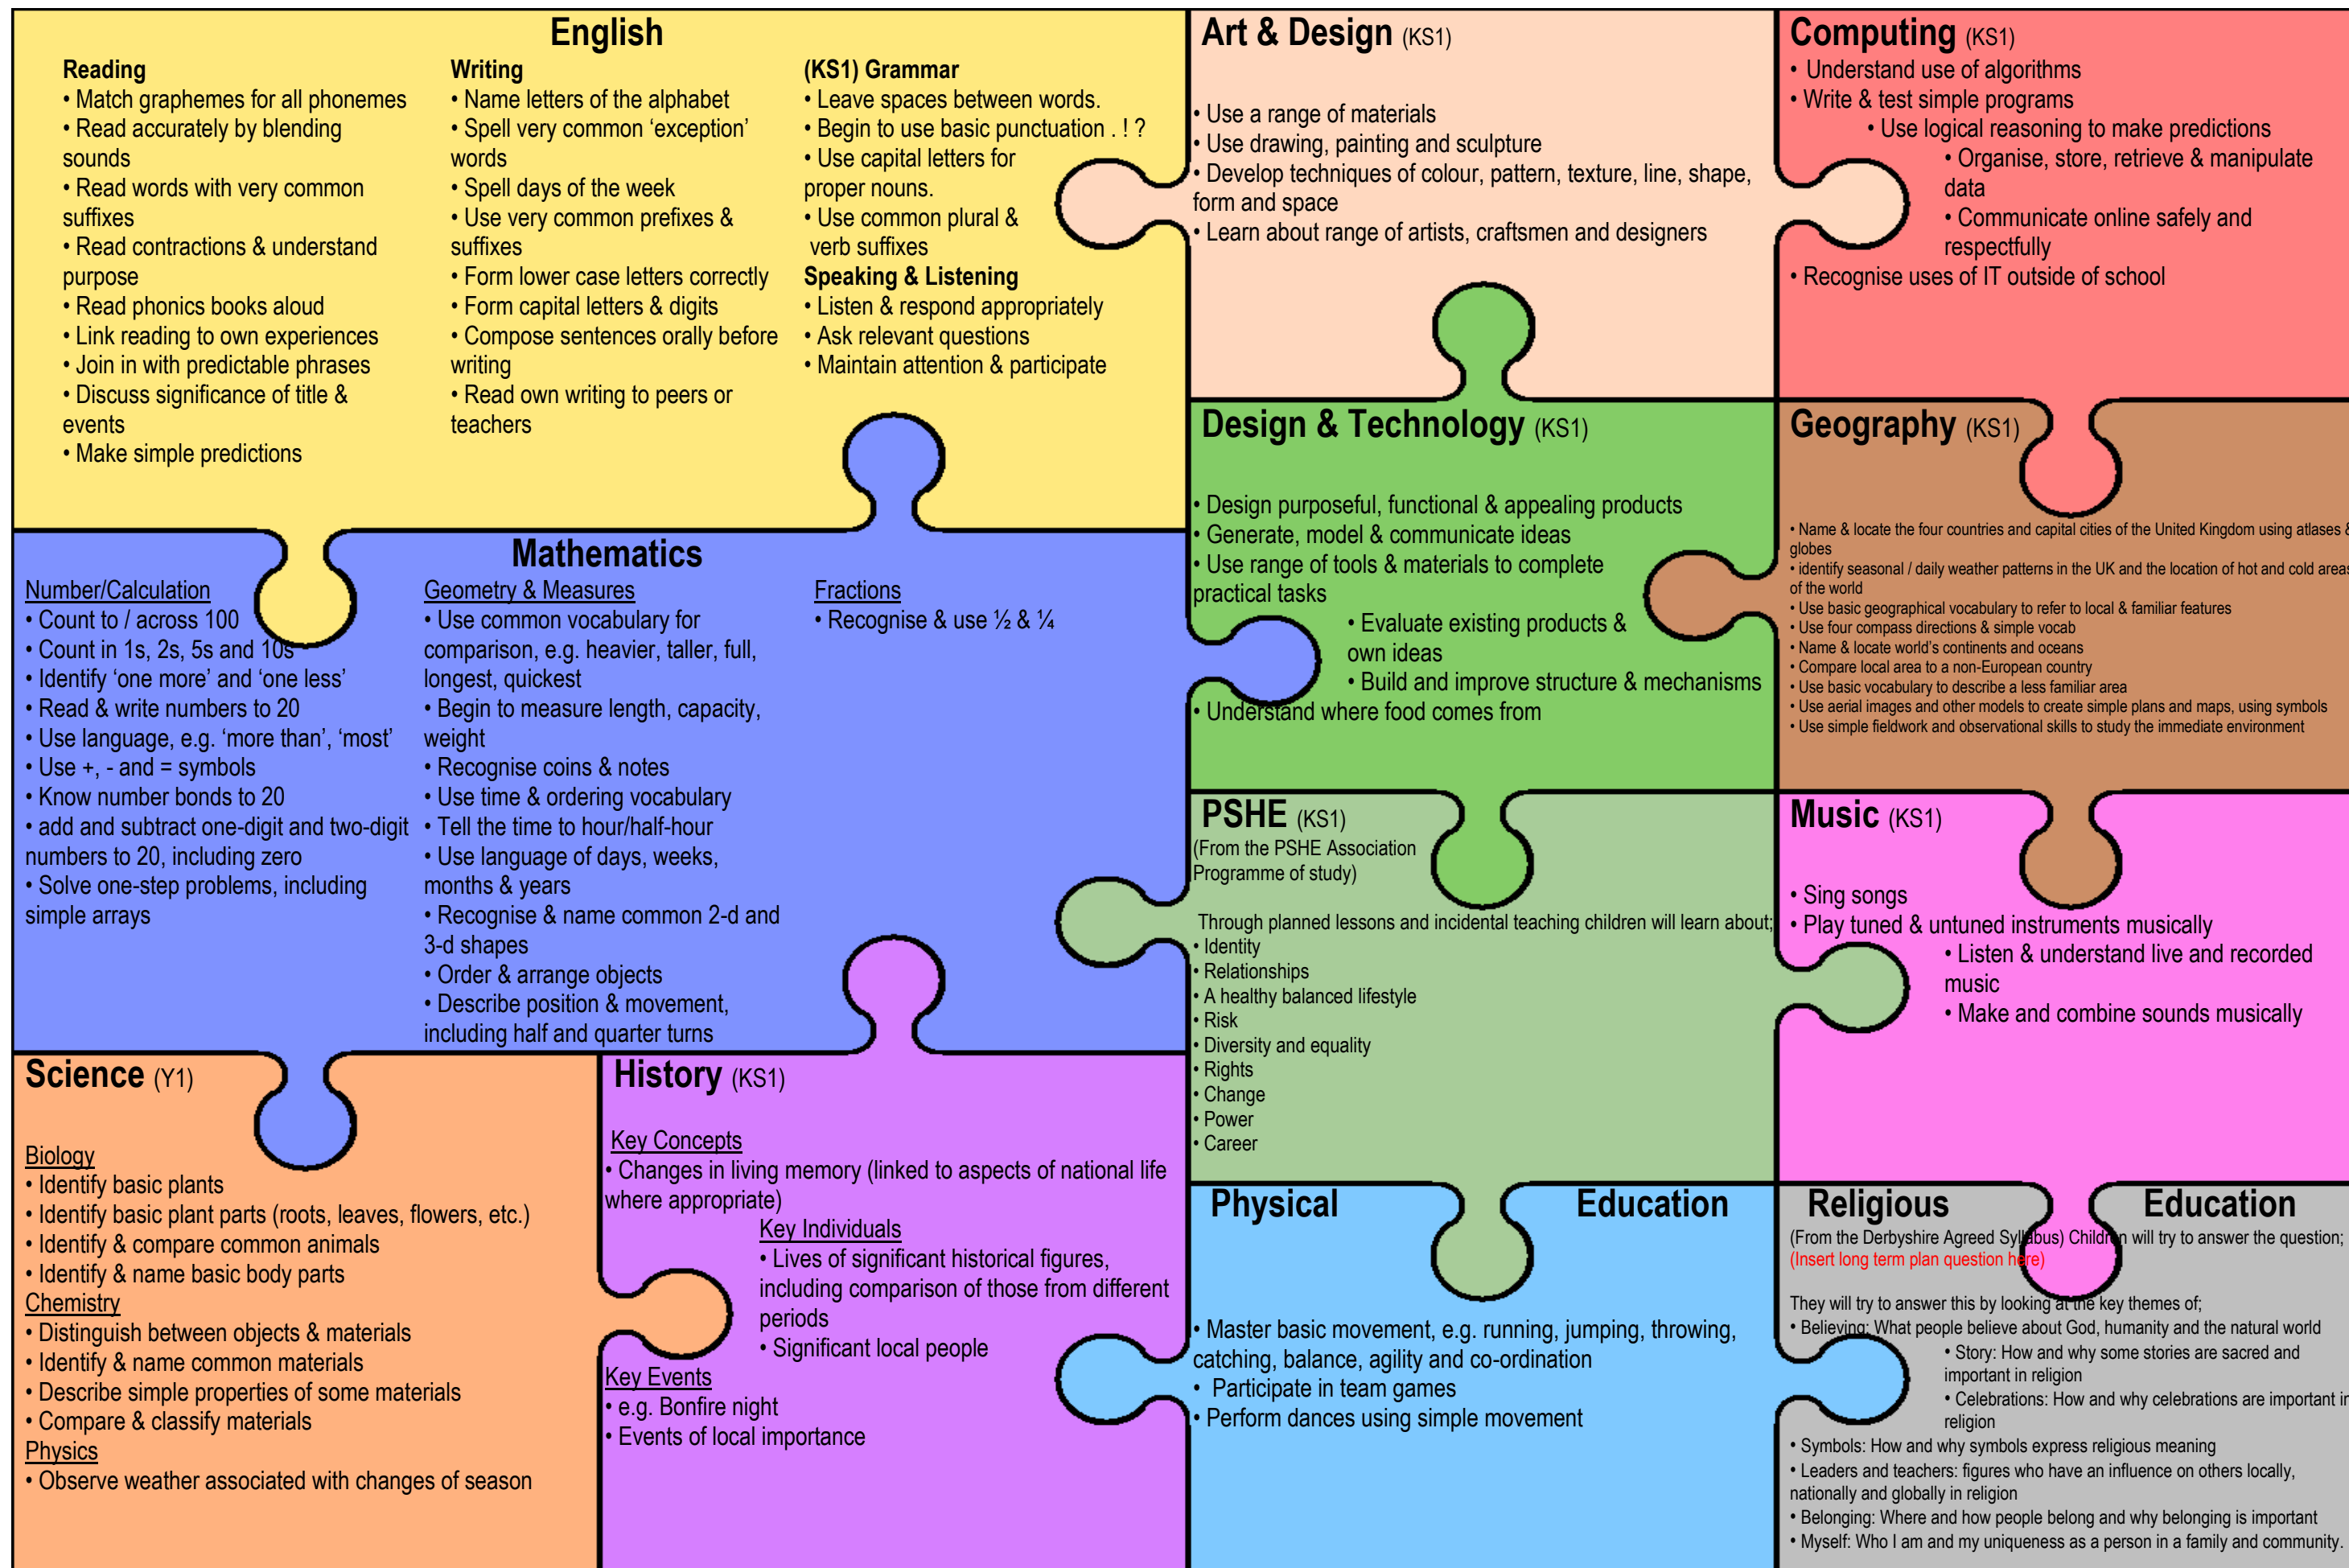 English
Reading
• Match graphemes for all phonemes
• Read accurately by blending
sounds
• Read words with very common
suffixes
• Read contractions & understand
purpose
• Read phonics books aloud
• Link reading to own experiences
• Join in with predictable phrases
• Discuss significance of title &
events
• Make simple predictions
Writing
• Name letters of the alphabet
• Spell very common ‘exception’
words
• Spell days of the week
• Use very common prefixes &
suffixes
• Form lower case letters correctly
• Form capital letters & digits
• Compose sentences orally before
writing
• Read own writing to peers or
teachers
(KS1) Grammar
• Leave spaces between words.
• Begin to use basic punctuation . ! ?
• Use capital letters for
proper nouns.
• Use common plural &
verb suffixes
Speaking & Listening
• Listen & respond appropriately
• Ask relevant questions
• Maintain attention & participate
Art & Design (KS1)
• Use a range of materials
• Use drawing, painting and sculpture
• Develop techniques of colour, pattern, texture, line, shape,
form and space
• Learn about range of artists, craftsmen and designers
Computing (KS1)
• Understand use of algorithms
• Write & test simple programs
• Use logical reasoning to make predictions
• Organise, store, retrieve & manipulate
data
• Communicate online safely and
respectfully
• Recognise uses of IT outside of school
Mathematics
Number/Calculation
• Count to / across 100
• Count in 1s, 2s, 5s and 10s
• Identify ‘one more’ and ‘one less’
• Read & write numbers to 20
• Use language, e.g. ‘more than’, ‘most’
• Use +, - and = symbols
• Know number bonds to 20
• add and subtract one-digit and two-digit
numbers to 20, including zero
• Solve one-step problems, including
simple arrays
Geometry & Measures
• Use common vocabulary for
comparison, e.g. heavier, taller, full,
longest, quickest
• Begin to measure length, capacity,
weight
• Recognise coins & notes
• Use time & ordering vocabulary
• Tell the time to hour/half-hour
• Use language of days, weeks,
months & years
• Recognise & name common 2-d and
3-d shapes
• Order & arrange objects
• Describe position & movement,
including half and quarter turns
Fractions
• Recognise & use ½ & ¼
Design & Technology (KS1)
• Design purposeful, functional & appealing products
• Generate, model & communicate ideas
• Use range of tools & materials to complete
practical tasks
• Evaluate existing products &
own ideas
• Build and improve structure & mechanisms
• Understand where food comes from
Geography (KS1)
• Name & locate the four countries and capital cities of the United Kingdom using atlases &
globes
• identify seasonal / daily weather patterns in the UK and the location of hot and cold areas
of the world
• Use basic geographical vocabulary to refer to local & familiar features
• Use four compass directions & simple vocab
• Name & locate world’s continents and oceans
• Compare local area to a non-European country
• Use basic vocabulary to describe a less familiar area
• Use aerial images and other models to create simple plans and maps, using symbols
• Use simple fieldwork and observational skills to study the immediate environment
PSHE (KS1)
(From the PSHE Association
Programme of study)
Through planned lessons and incidental teaching children will learn about;
• Identity
• Relationships
• A healthy balanced lifestyle
• Risk
• Diversity and equality
• Rights
• Change
• Power
• Career
Music (KS1)
• Sing songs
• Play tuned & untuned instruments musically
• Listen & understand live and recorded
music
• Make and combine sounds musically
Science (Y1)
Biology
• Identify basic plants
• Identify basic plant parts (roots, leaves, flowers, etc.)
• Identify & compare common animals
• Identify & name basic body parts
Chemistry
• Distinguish between objects & materials
• Identify & name common materials
• Describe simple properties of some materials
• Compare & classify materials
Physics
• Observe weather associated with changes of season
History (KS1)
Key Concepts
• Changes in living memory (linked to aspects of national life
where appropriate)
Key Individuals
• Lives of significant historical figures,
including comparison of those from different
periods
• Significant local people
Key Events
• e.g. Bonfire night
• Events of local importance
Physical Education
• Master basic movement, e.g. running, jumping, throwing,
catching, balance, agility and co-ordination
• Participate in team games
• Perform dances using simple movement
Religious Education
(From the Derbyshire Agreed Syllabus) Children will try to answer the question;
(Insert long term plan question here)
They will try to answer this by looking at the key themes of;
• Believing: What people believe about God, humanity and the natural world
• Story: How and why some stories are sacred and
important in religion
• Celebrations: How and why celebrations are important in
religion
• Symbols: How and why symbols express religious meaning
• Leaders and teachers: figures who have an influence on others locally,
nationally and globally in religion
• Belonging: Where and how people belong and why belonging is important
• Myself: Who I am and my uniqueness as a person in a family and community.